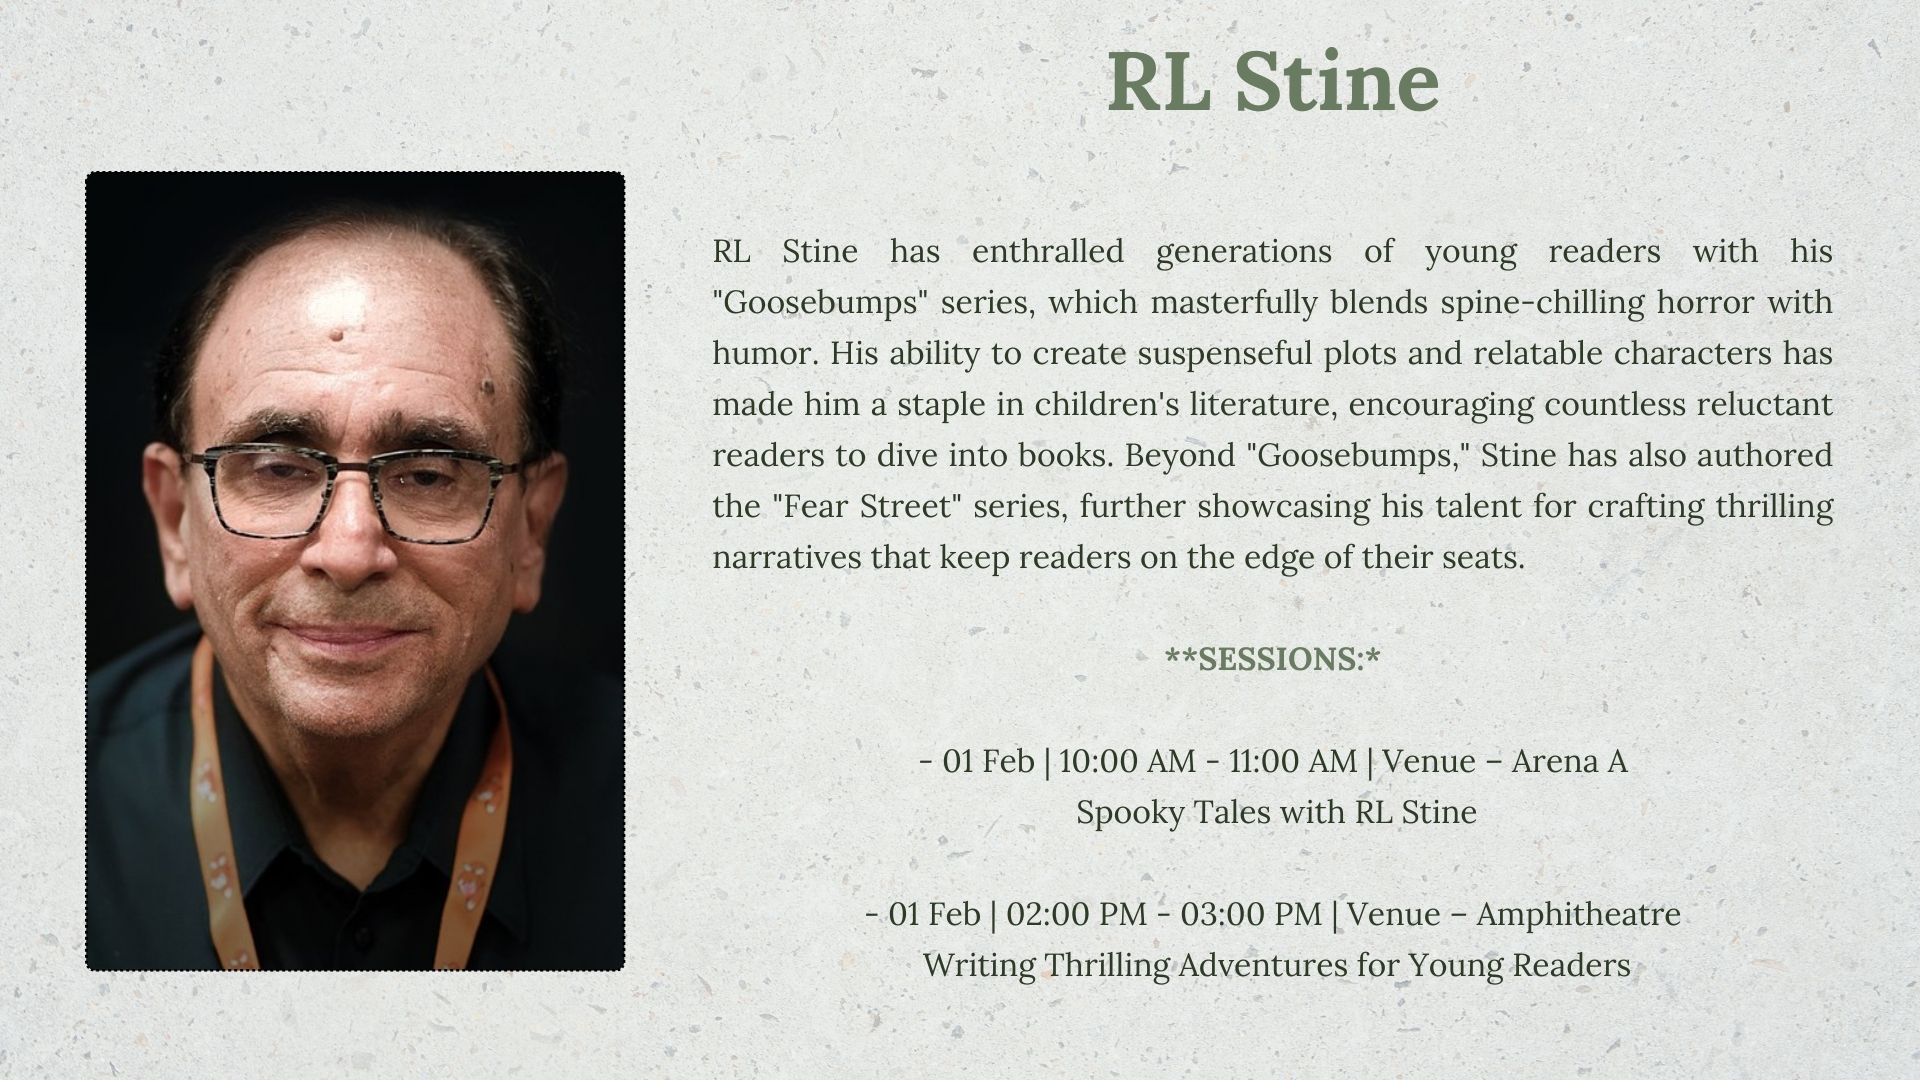 RL Stine
RL Stine has enthralled generations of young readers with his
"Goosebumps" series, which masterfully blends spine-chilling horror with
humor. His ability to create suspenseful plots and relatable characters has
made him a staple in children's literature, encouraging countless reluctant
readers to dive into books. Beyond "Goosebumps," Stine has also authored
the "Fear Street" series, further showcasing his talent for crafting thrilling
narratives that keep readers on the edge of their seats.
**SESSIONS:*
- 01 Feb | 10:00 AM - 11:00 AM | Venue – Arena A
Spooky Tales with RL Stine
- 01 Feb | 02:00 PM - 03:00 PM | Venue – Amphitheatre
Writing Thrilling Adventures for Young Readers